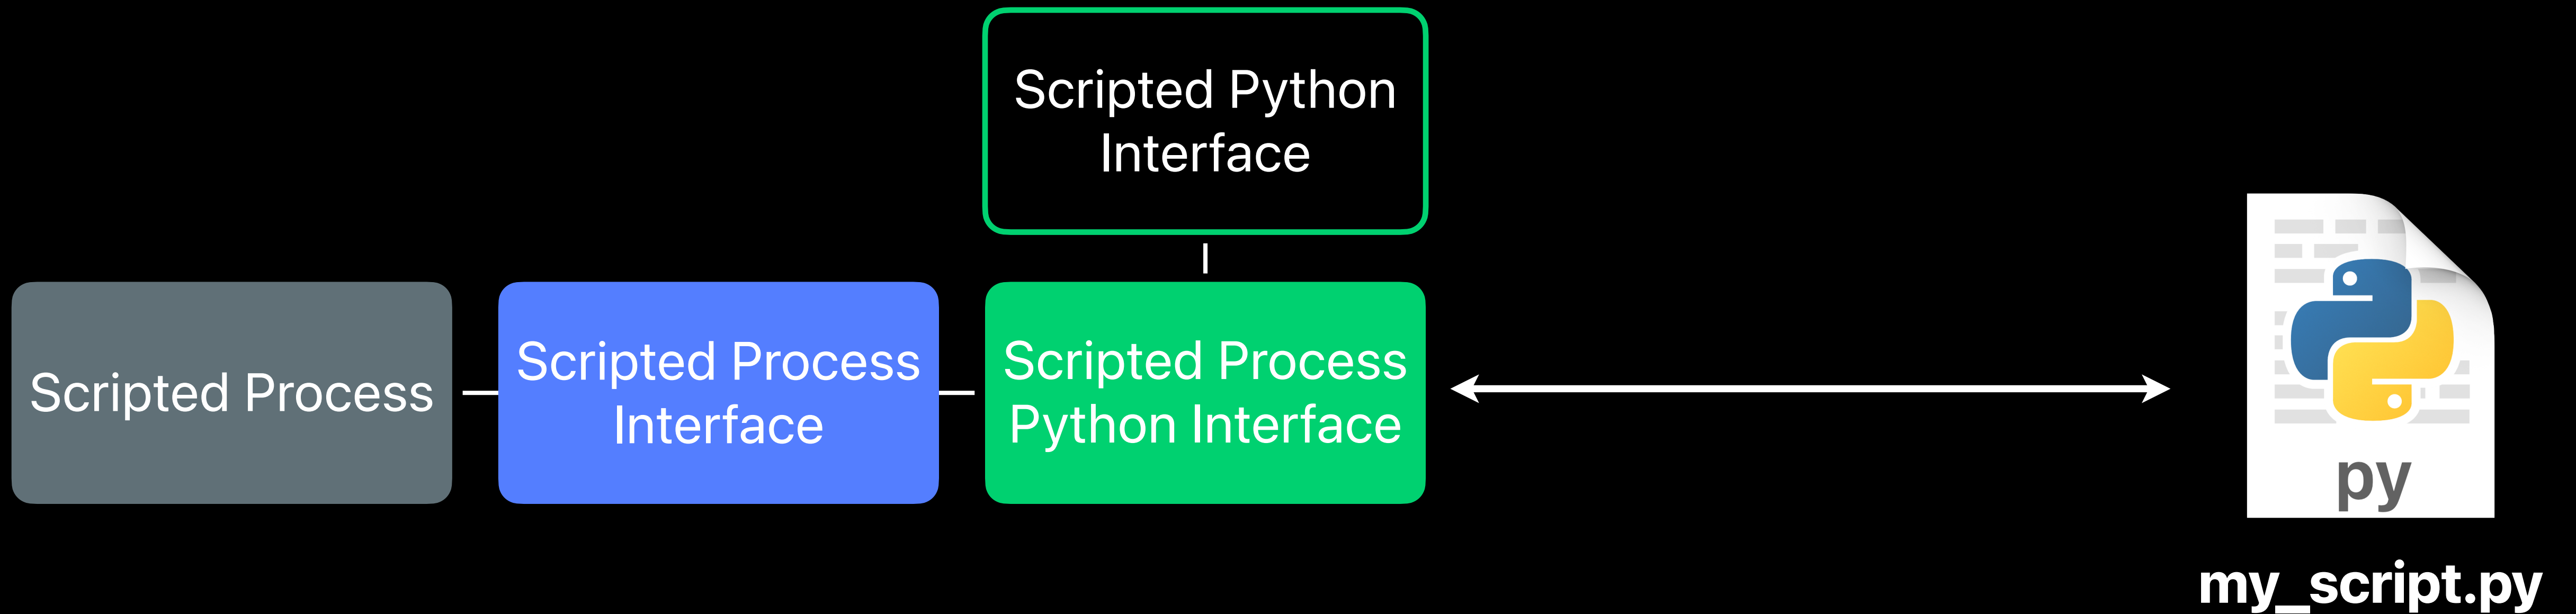 Scripted Python
Interface
Scripted Process
Scripted Process
Interface
Scripted Process
Python Interface
py
my_script.py